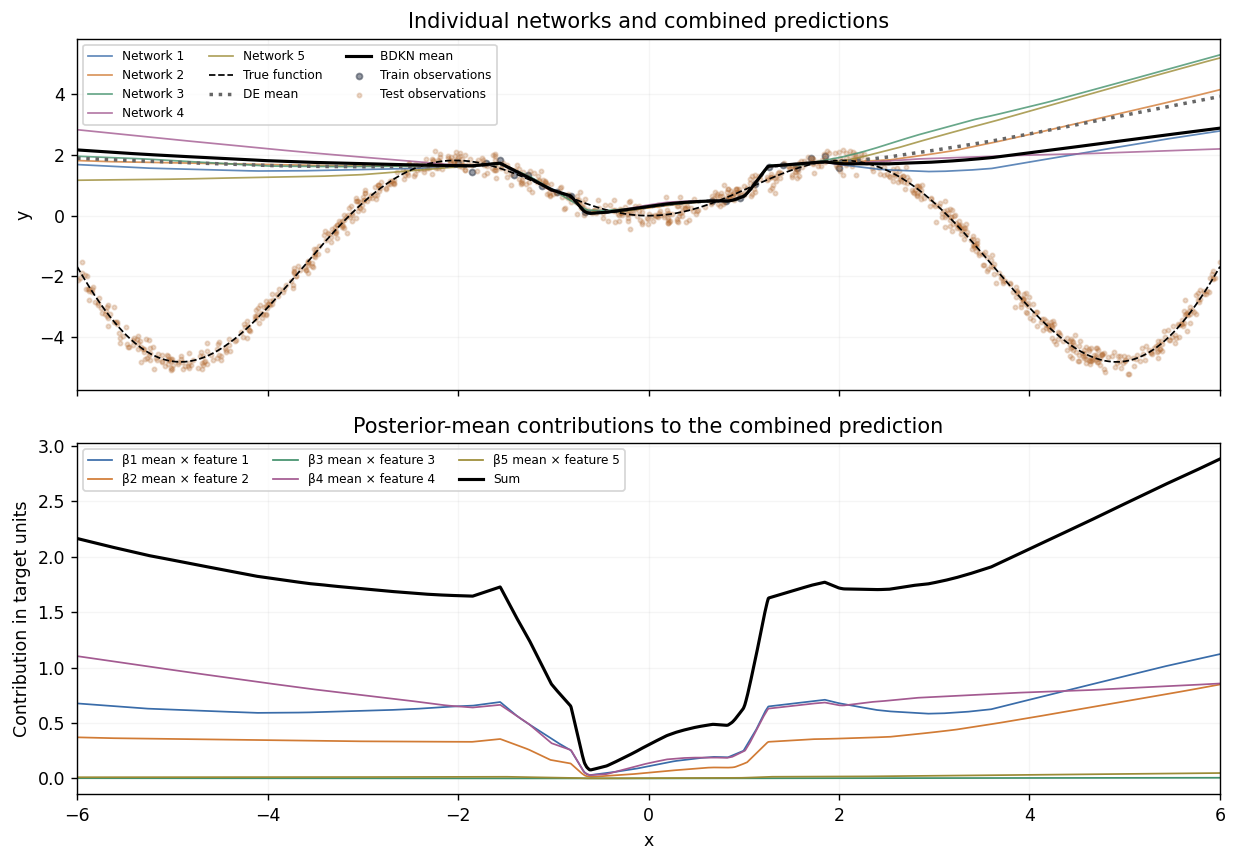 Individual networks and combined predictions
Network 1
Network 2
Network 3
Network 4
Network 5
True function
DE mean
BDKN mean
Train observations
Test observations
y
4
2
0
−2
−4
Posterior-mean contributions to the combined prediction
β1 mean × feature 1
β2 mean × feature 2
β3 mean × feature 3
β4 mean × feature 4
β5 mean × feature 5
Sum
Contribution in target units
3.0
2.5
2.0
1.5
1.0
0.5
0.0
−6 −4 −2 0 2 4 6
x